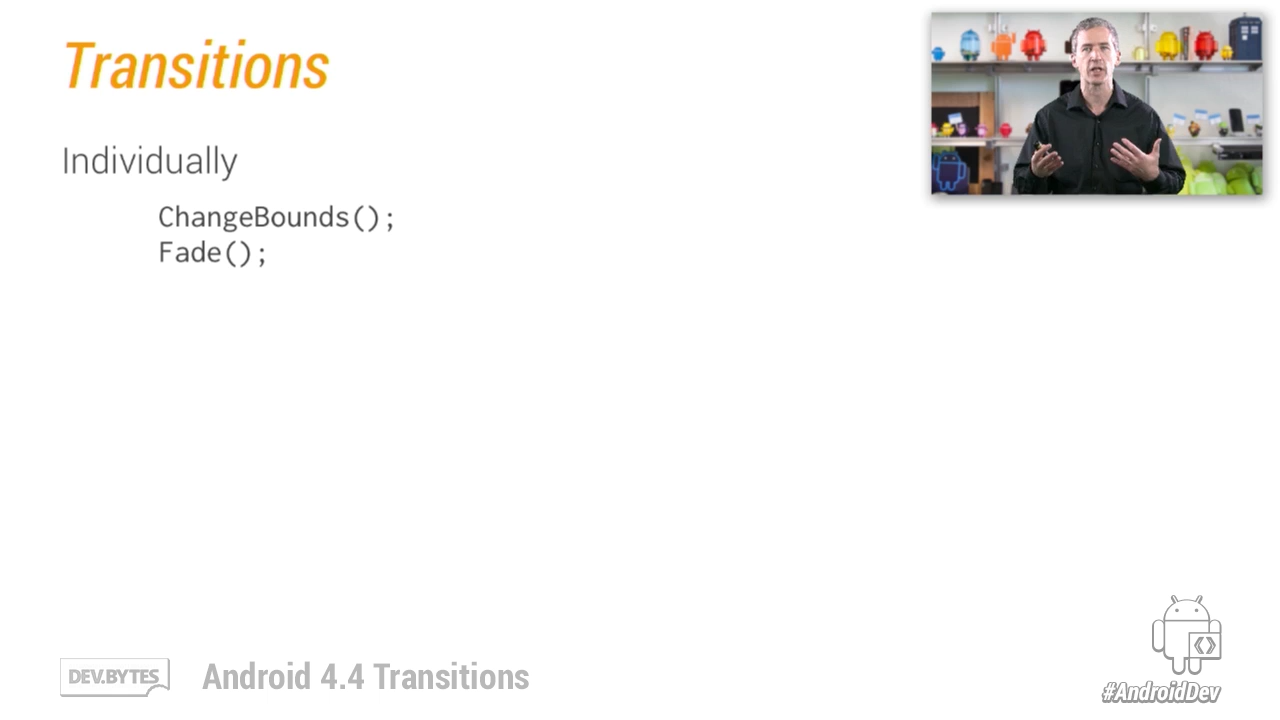 Transitions
Individually
ChangeBounds();
Fade();
DEV.BYTES
Android 4.4 Transitions
#AndroidDev